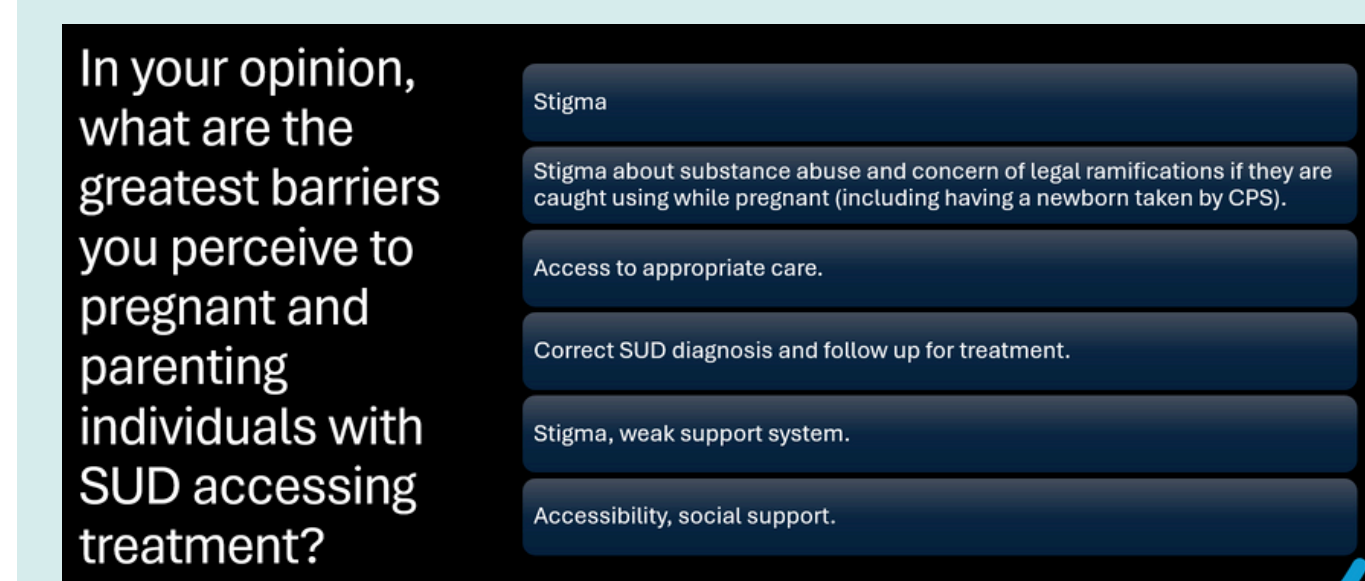 In your opinion,
what are the
greatest barriers
you perceive to
pregnant and
parenting
individuals with
SUD accessing
treatment?
Stigma
Stigma about substance abuse and concern of legal ramifications if they are
caught using while pregnant (including having a newborn taken by CPS).
Access to appropriate care.
Correct SUD diagnosis and follow up for treatment.
Stigma, weak support system.
Accessibility, social support.